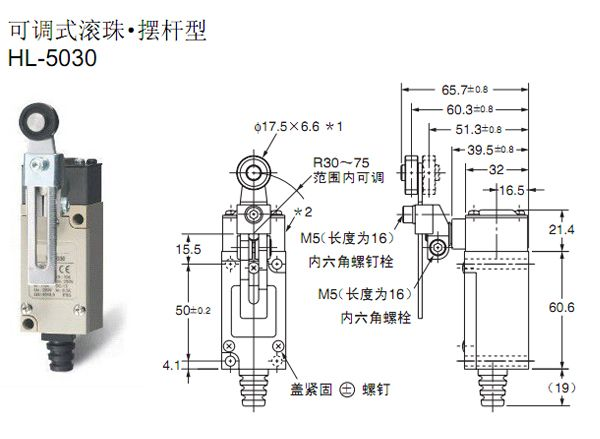 可调式滚珠•摆杆型
HL-5030
65.7±0.8
60.3±0.8
51.3±0.8
39.5±0.8
32
16.5
φ17.5×6.6 *1
R30～75
范围内可调
*2
M5(长度为16)
内六角螺钉栓
M5(长度为16)
内六角螺栓
15.5
50±0.2
4.1
21.4
60.6
(19)
盖紧固 ± 螺钉
CE